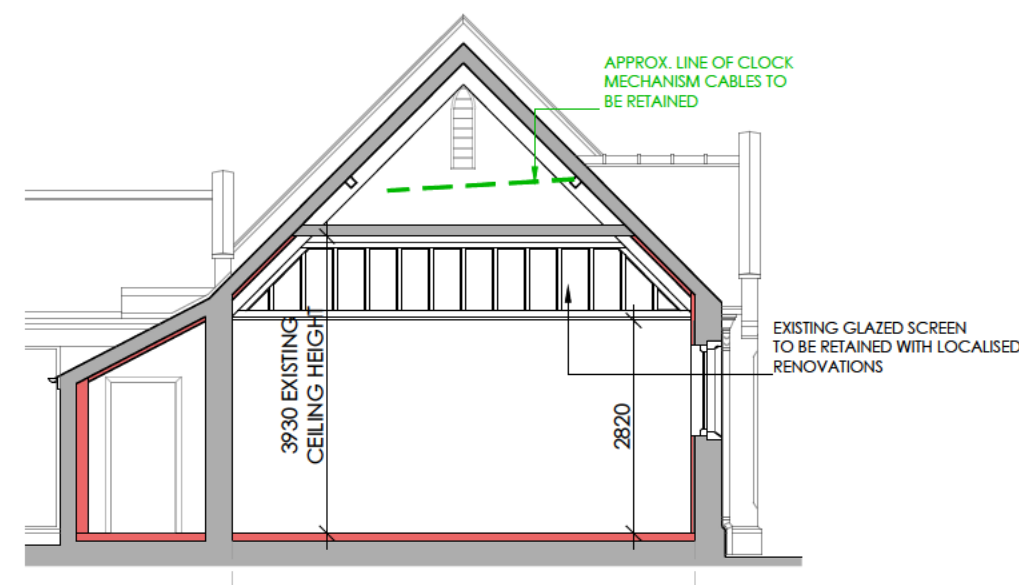 APPROX. LINE OF CLOCK
MECHANISM CABLES TO
BE RETAINED
EXISTING GLAZED SCREEN
TO BE RETAINED WITH LOCALISED
RENOVATIONS
3930 EXISTING
CEILING HEIGHT
2820